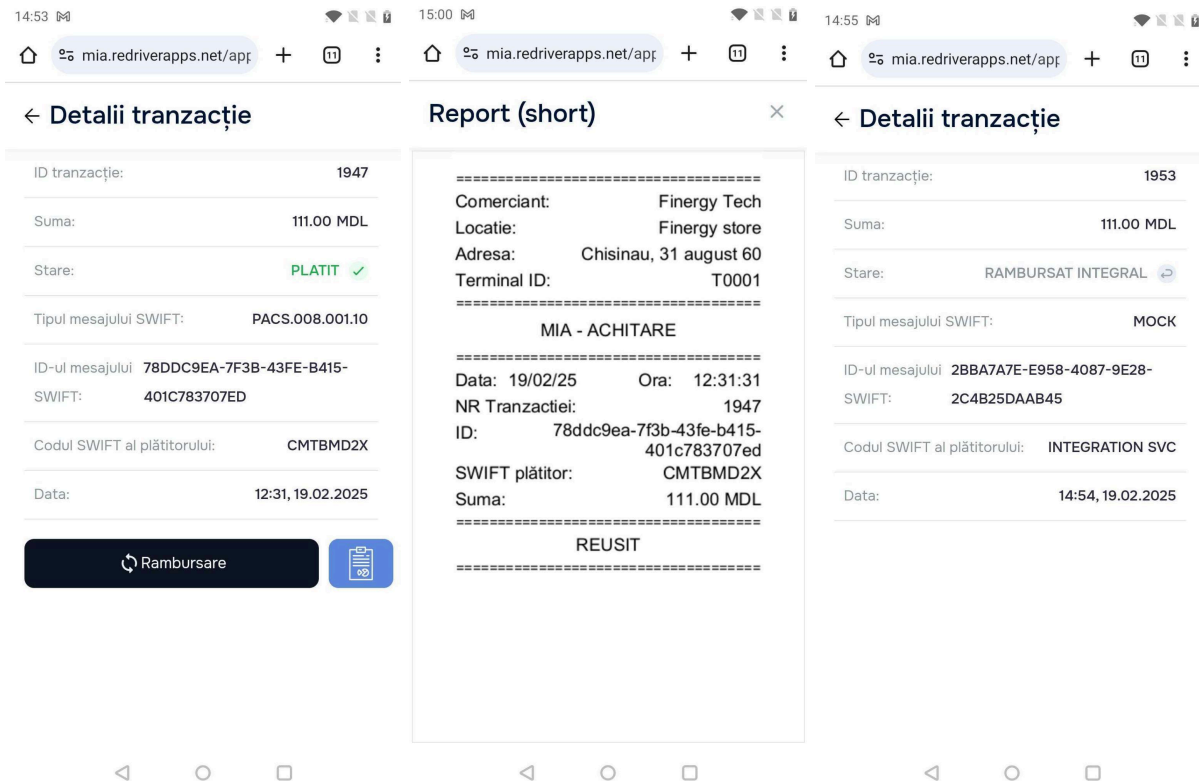 14:53
mia.redriverapps.net/app
11
← Detalii tranzacție
ID tranzacție: 1947
Suma: 111.00 MDL
Stare: PLATIT
Tipul mesajului SWIFT: PACS.008.001.10
ID-ul mesajului 78DDC9EA-7F3B-43FE-B415-
SWIFT: 401C783707ED
Codul SWIFT al plătitorului: CMTBMD2X
Data: 12:31, 19.02.2025
Rambursare
15:00
mia.redriverapps.net/app
11
Report (short)
=====================================
Comerciant: Finergy Tech
Locatie: Finergy store
Adresa: Chisinau, 31 august 60
Terminal ID: T0001
=====================================
MIA - ACHITARE
=====================================
Data: 19/02/25 Ora: 12:31:31
NR Tranzactiei: 1947
ID: 78ddc9ea-7f3b-43fe-b415-
401c783707ed
SWIFT plătitor: CMTBMD2X
Suma: 111.00 MDL
=====================================
REUSIT
=====================================
14:55
mia.redriverapps.net/app
11
← Detalii tranzacție
ID tranzacție: 1953
Suma: 111.00 MDL
Stare: RAMBURSAT INTEGRAL
Tipul mesajului SWIFT: MOCK
ID-ul mesajului 2BBA7A7E-E958-4087-9E28-
SWIFT: 2C4B25DAAB45
Codul SWIFT al plătitorului: INTEGRATION SVC
Data: 14:54, 19.02.2025